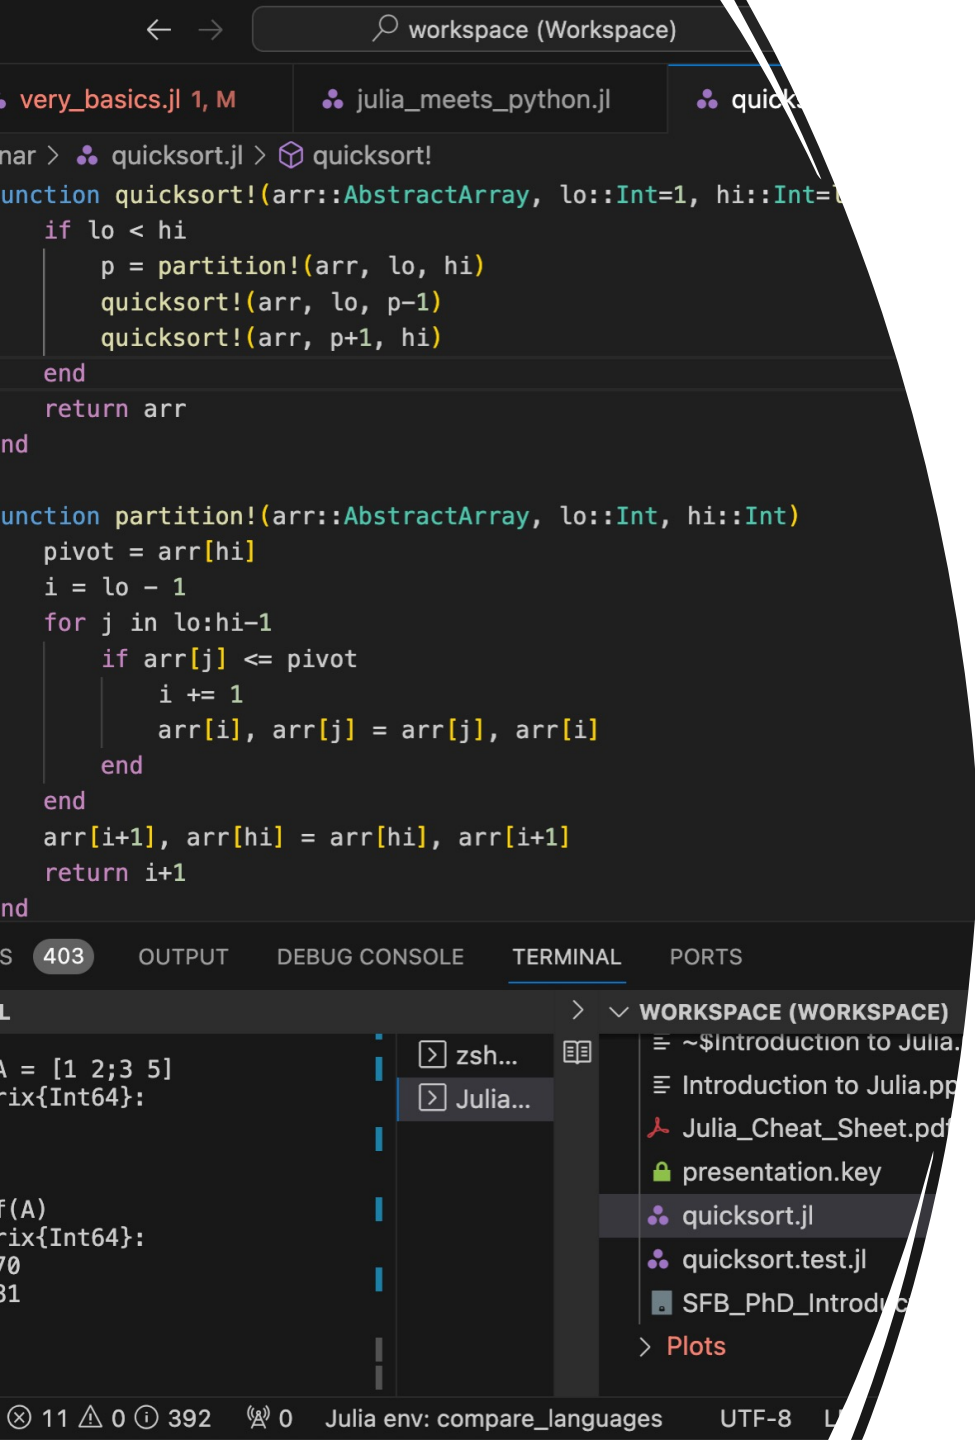 workspace (Workspace)
very_basics.jl 1, M
julia_meets_python.jl
nar > quicksort.jl > quicksort!
unction quicksort!(arr::AbstractArray, lo::Int=1, hi::Int=
if lo < hi
p = partition!(arr, lo, hi)
quicksort!(arr, lo, p-1)
quicksort!(arr, p+1, hi)
end
return arr
nd
unction partition!(arr::AbstractArray, lo::Int, hi::Int)
pivot = arr[hi]
i = lo - 1
for j in lo:hi-1
if arr[j] <= pivot
i += 1
arr[i], arr[j] = arr[j], arr[i]
end
end
arr[i+1], arr[hi] = arr[hi], arr[i+1]
return i+1
nd
S 403 OUTPUT DEBUG CONSOLE TERMINAL PORTS
L
A = [1 2;3 5]
rix{Int64}:
f(A)
rix{Int64}:
70
31
zsh...
Julia...
WORKSPACE (WORKSPACE)
~$Introduction to Julia.
Introduction to Julia.pp
Julia_Cheat_Sheet.pdf
presentation.key
quicksort.jl
quicksort.test.jl
SFB_PhD_Introduc
Plots
11 0 392 0 Julia env: compare_languages UTF-8 L